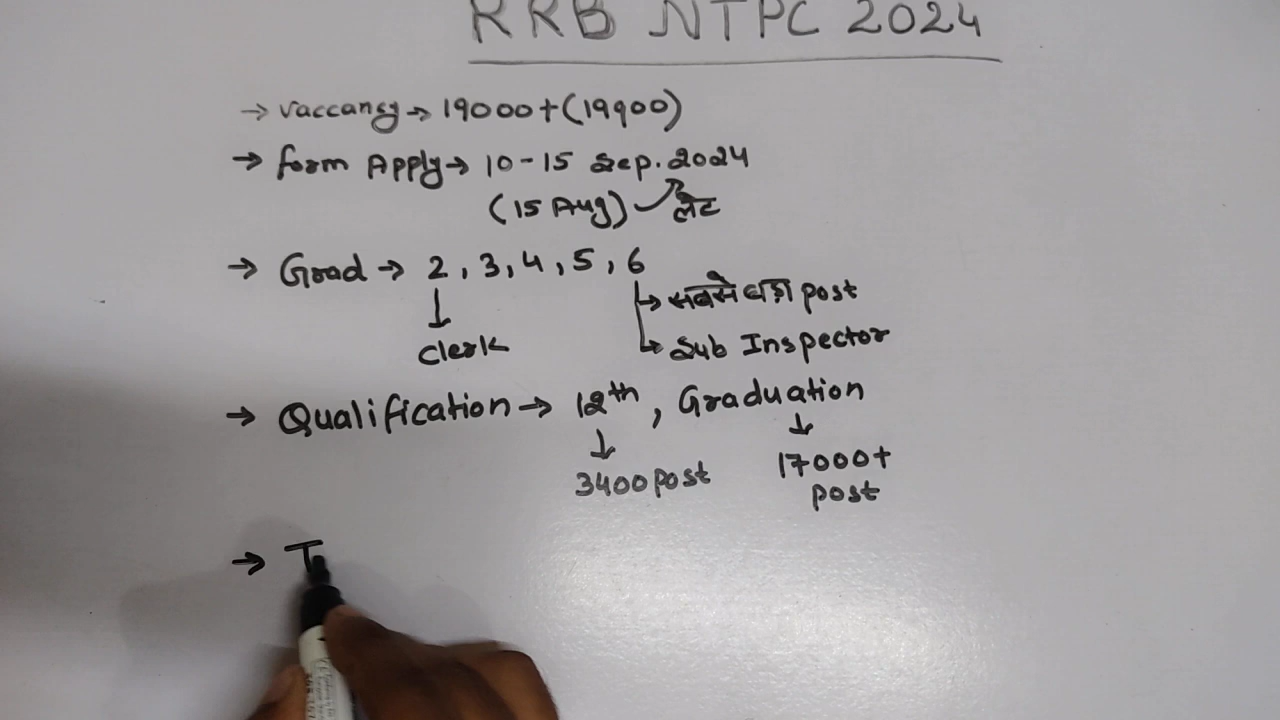 RRB NTPC 2024
→ vaccancy → 19000+(19900)
→ form Apply → 10-15 Sep. 2024
(15 Aug) लेट
→ Grad → 2, 3, 4, 5, 6
→ सबसे बड़ा post
↓ clerk
→ Sub Inspector
→ Qualification → 12th, Graduation
↓ ↓
3400 post 17000+
post
→ T